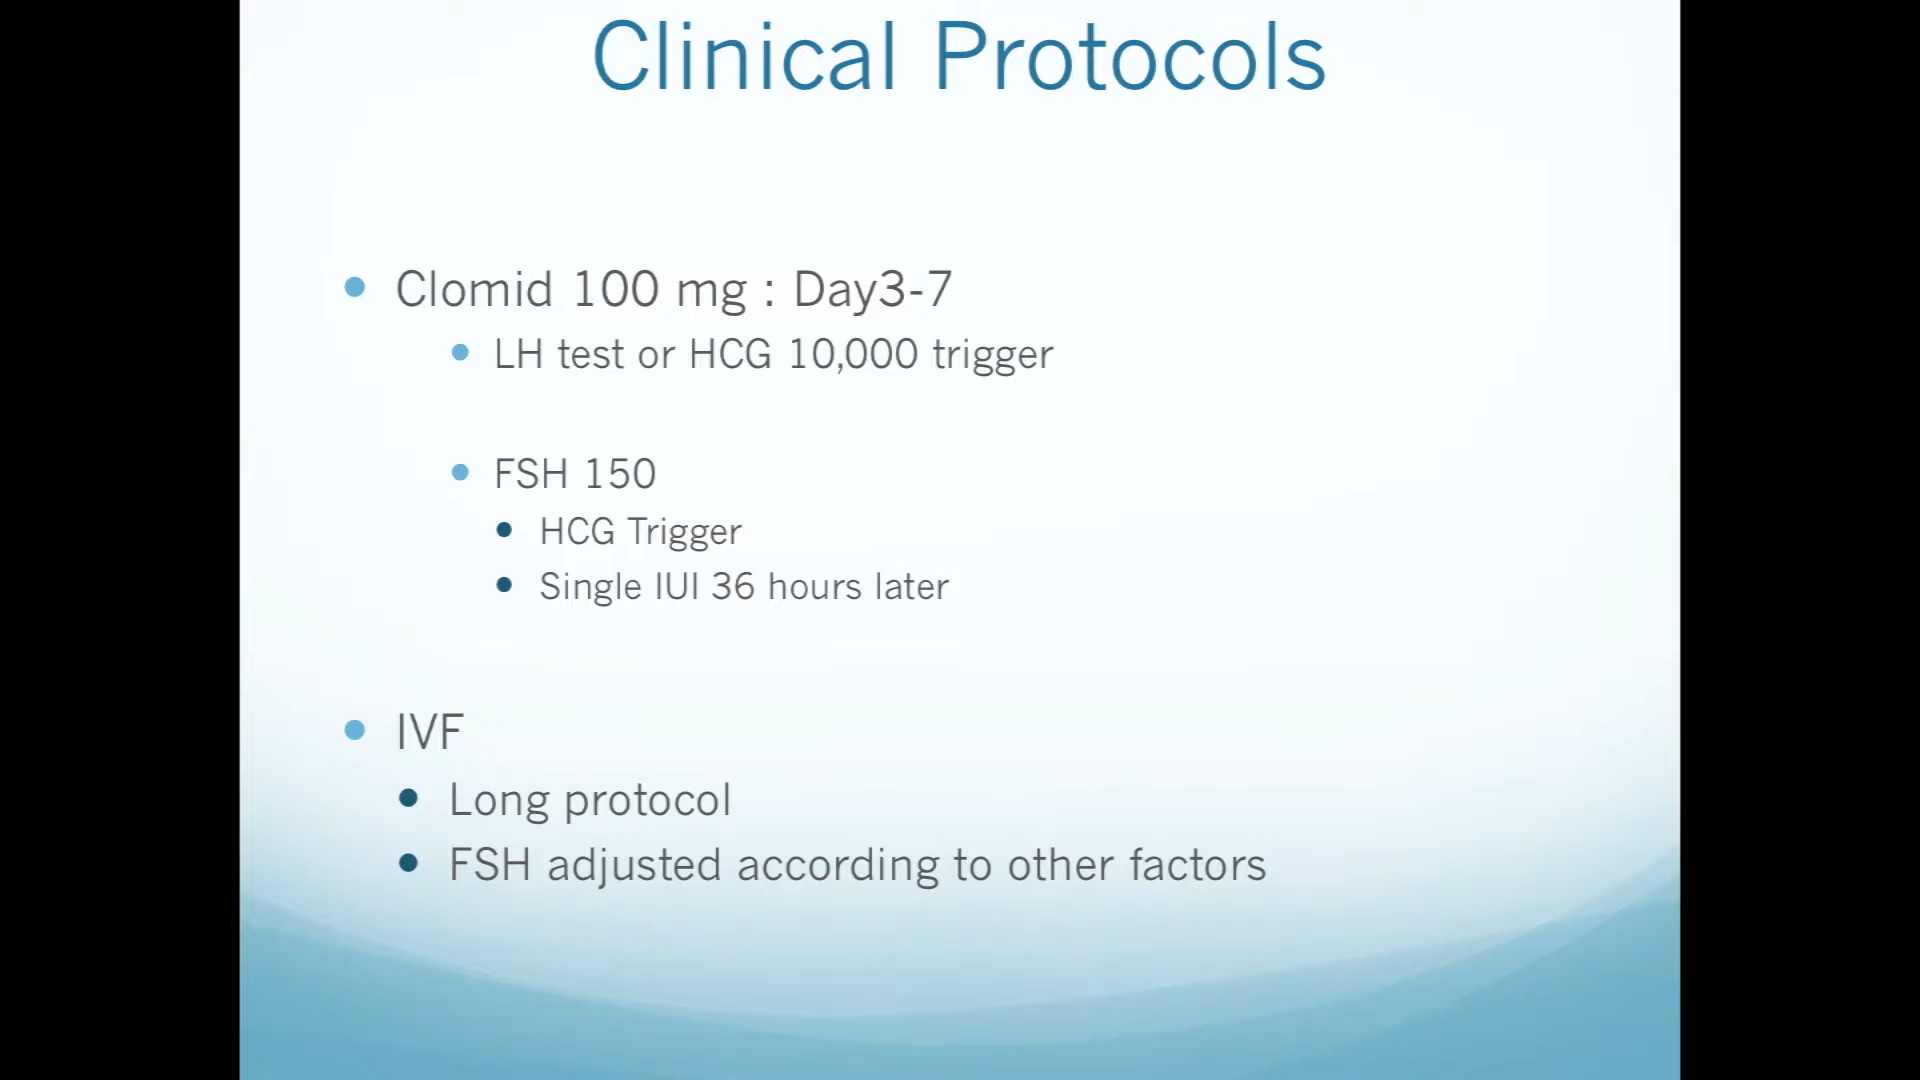 Clinical Protocols
Clomid 100 mg : Day3-7
LH test or HCG 10,000 trigger
FSH 150
HCG Trigger
Single IUI 36 hours later
IVF
Long protocol
FSH adjusted according to other factors